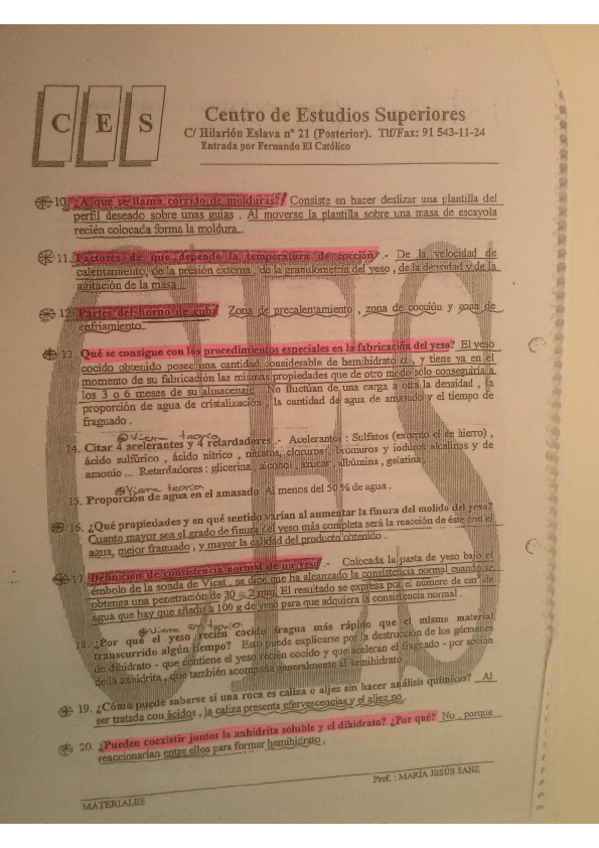 C E S
Centro de Estudios Superiores
C/ Hilarión Eslava nº 21 (Posterior). Tlf/Fax: 91 543-11-24
Entrada por Fernando El Católico
10. ¿A qué se llama corrido de molduras? Consiste en hacer deslizar una plantilla del
perfil deseado sobre unas guías . Al moverse la plantilla sobre una masa de escayola
recién colocada forma la moldura.
11. Factores de que depende la temperatura de cocción .- De la velocidad de
calentamiento, de la presión externa , de la granulometría del yeso , de la densidad y de la
agitación de la masa .
12. Partes del horno de cuba Zona de precalentamiento , zona de cocción y zona de
enfriamiento.
13. Qué se consigue con los procedimientos especiales en la fabricación del yeso? El yeso
cocido obtenido posee una cantidad considerable de hemihidrato α , y tiene ya en el
momento de su fabricación las mismas propiedades que de otro modo sólo conseguiría a
los 3 o 6 meses de su almacenaje No fluctúan de una carga a otra la densidad , la
proporción de agua de cristalización , la cantidad de agua de amasado y el tiempo de
fraguado .
Viene teoría
14. Citar 4 acelerantes y 4 retardadores .- Acelerantes : Sulfatos (excepto el de hierro) ,
ácido sulfúrico , ácido nítrico , nitratos, cloruros , bromuros y ioduros alcalinos y de
amonio ... Retardadores : glicerina , alcohol , azúcar , albúmina , gelatina
Viene teoría
15. Proporción de agua en el amasado Al menos del 50 % de agua .
16. ¿Qué propiedades y en qué sentido varían al aumentar la finura del molido del yeso?
Cuanto mayor sea el grado de finura del yeso más completa será la reacción de éste con el
agua, mejor fraguado , y mayor la calidad del producto obtenido .
17. Definición de consistencia normal de un yeso .- Colocada la pasta de yeso bajo el
émbolo de la sonda de Vicat , se dice que ha alcanzado la consistencia normal cuando se
obtenga una penetración de 30 ± 2 mm. El resultado se expresa por el número de cm³ de
agua que hay que añadir a 100 g de yeso para que adquiera la consistencia normal .
Viene en teoría
18. ¿Por qué el yeso recién cocido fragua más rápido que el mismo material
transcurrido algún tiempo? Esto puede explicarse por la destrucción de los gérmenes
de dihidrato - que contiene el yeso recién cocido y que aceleran el fraguado - por acción
de la anhidrita , que también acompaña generalmente al semihidrato .
19. ¿Cómo puede saberse si una roca es caliza o aljez sin hacer análisis químicos? Al
ser tratada con ácidos , la caliza presenta efervescencias y el aljez no .
20. ¿Pueden coexistir juntos la anhidrita soluble y el dihidrato? ¿Por qué? No , porque
reaccionarían entre ellos para formar hemihidrato .
Prof. : MARÍA JESÚS SANZ
MATERIALES